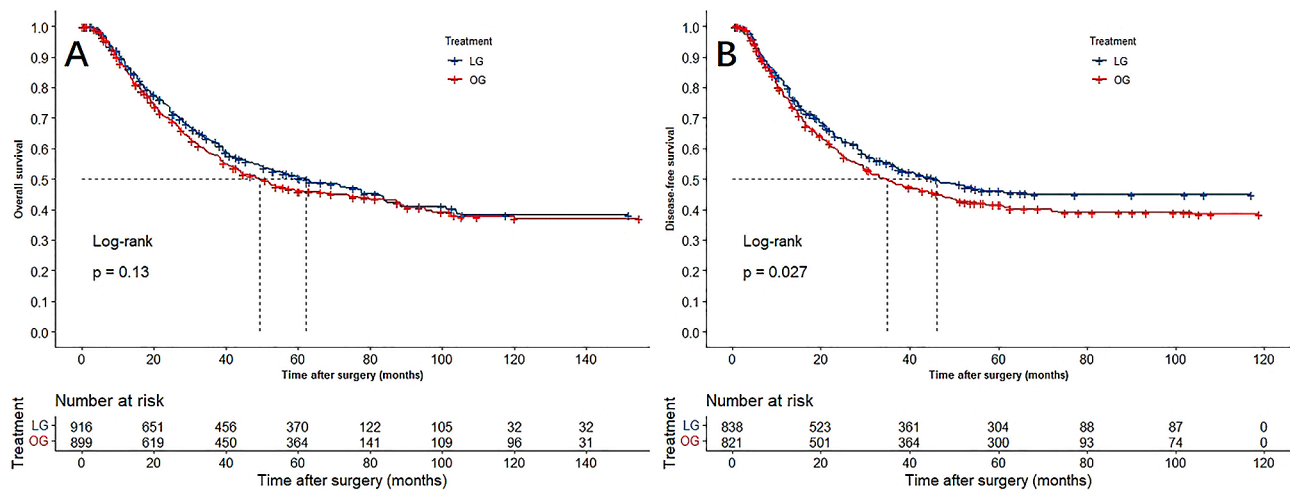 A
Treatment
LG
OG
Overall survival
1.0
0.9
0.8
0.7
0.6
0.5
0.4
0.3
0.2
0.1
0.0
Log-rank
p = 0.13
0 20 40 60 80 100 120 140
Time after surgery (months)
Number at risk
Treatment
LG 916 651 456 370 122 105 32 32
OG 899 619 450 364 141 109 96 31
0 20 40 60 80 100 120 140
Time after surgery (months)
B
Treatment
LG
OG
Disease-free survival
1.0
0.9
0.8
0.7
0.6
0.5
0.4
0.3
0.2
0.1
0.0
Log-rank
p = 0.027
0 20 40 60 80 100 120
Time after surgery (months)
Number at risk
Treatment
LG 838 523 361 304 88 87 0
OG 821 501 364 300 93 74 0
0 20 40 60 80 100 120
Time after surgery (months)